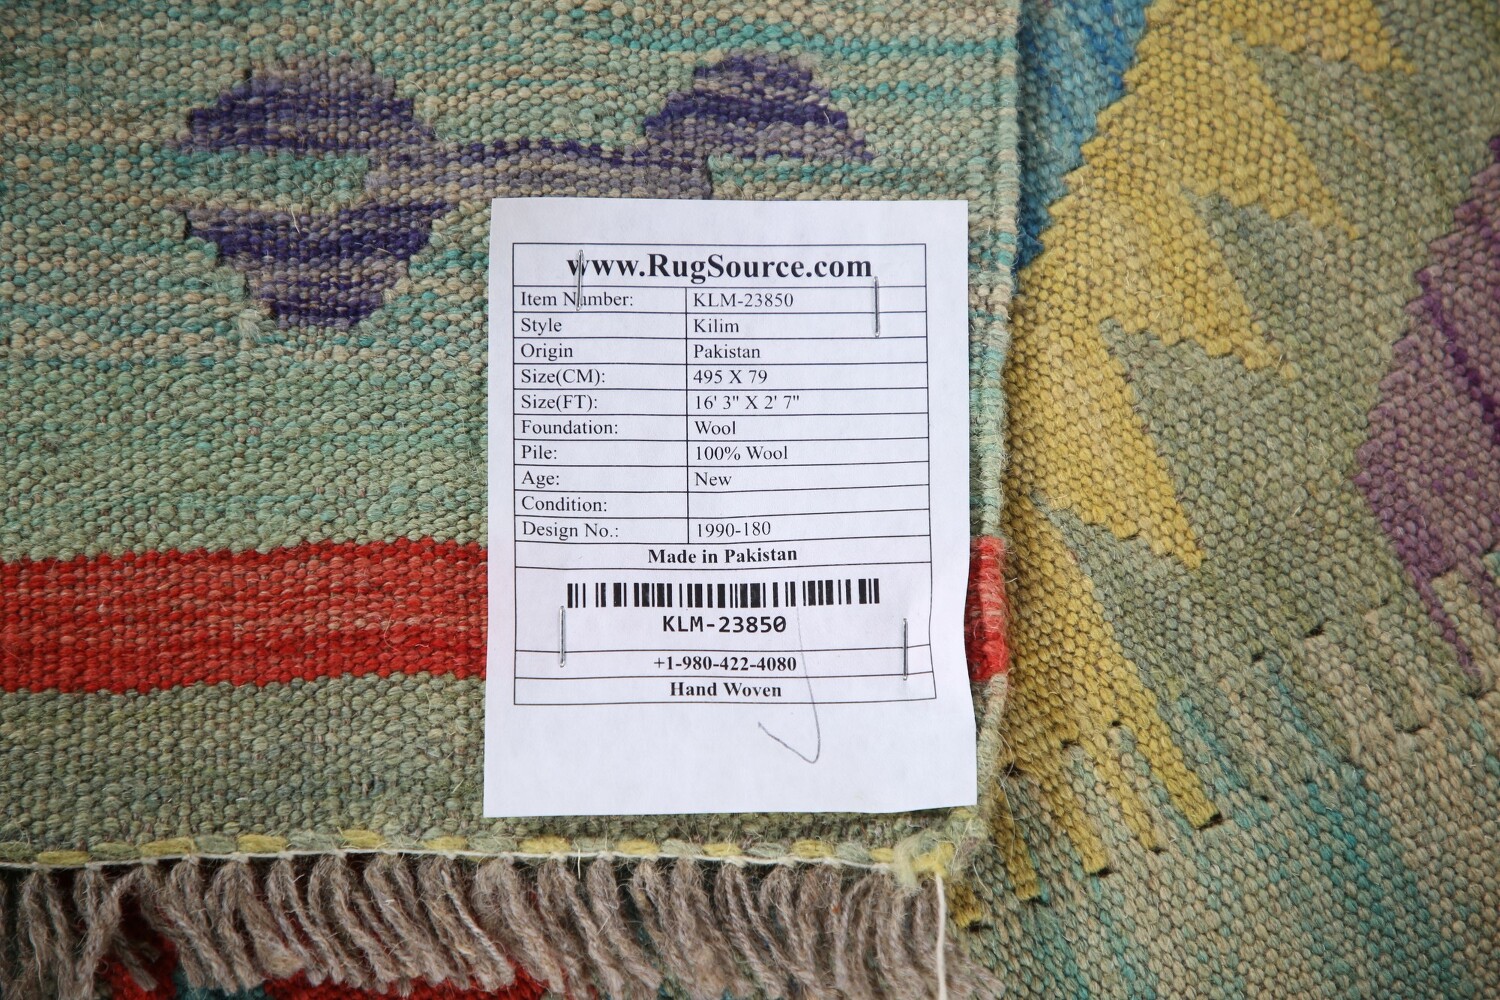 www.RugSource.com
Item Number: KLM-23850
Style Kilim
Origin Pakistan
Size(CM): 495 X 79
Size(FT): 16' 3" X 2' 7"
Foundation: Wool
Pile: 100% Wool
Age: New
Condition:
Design No.: 1990-180
Made in Pakistan
KLM-23850
+1-980-422-4080
Hand Woven